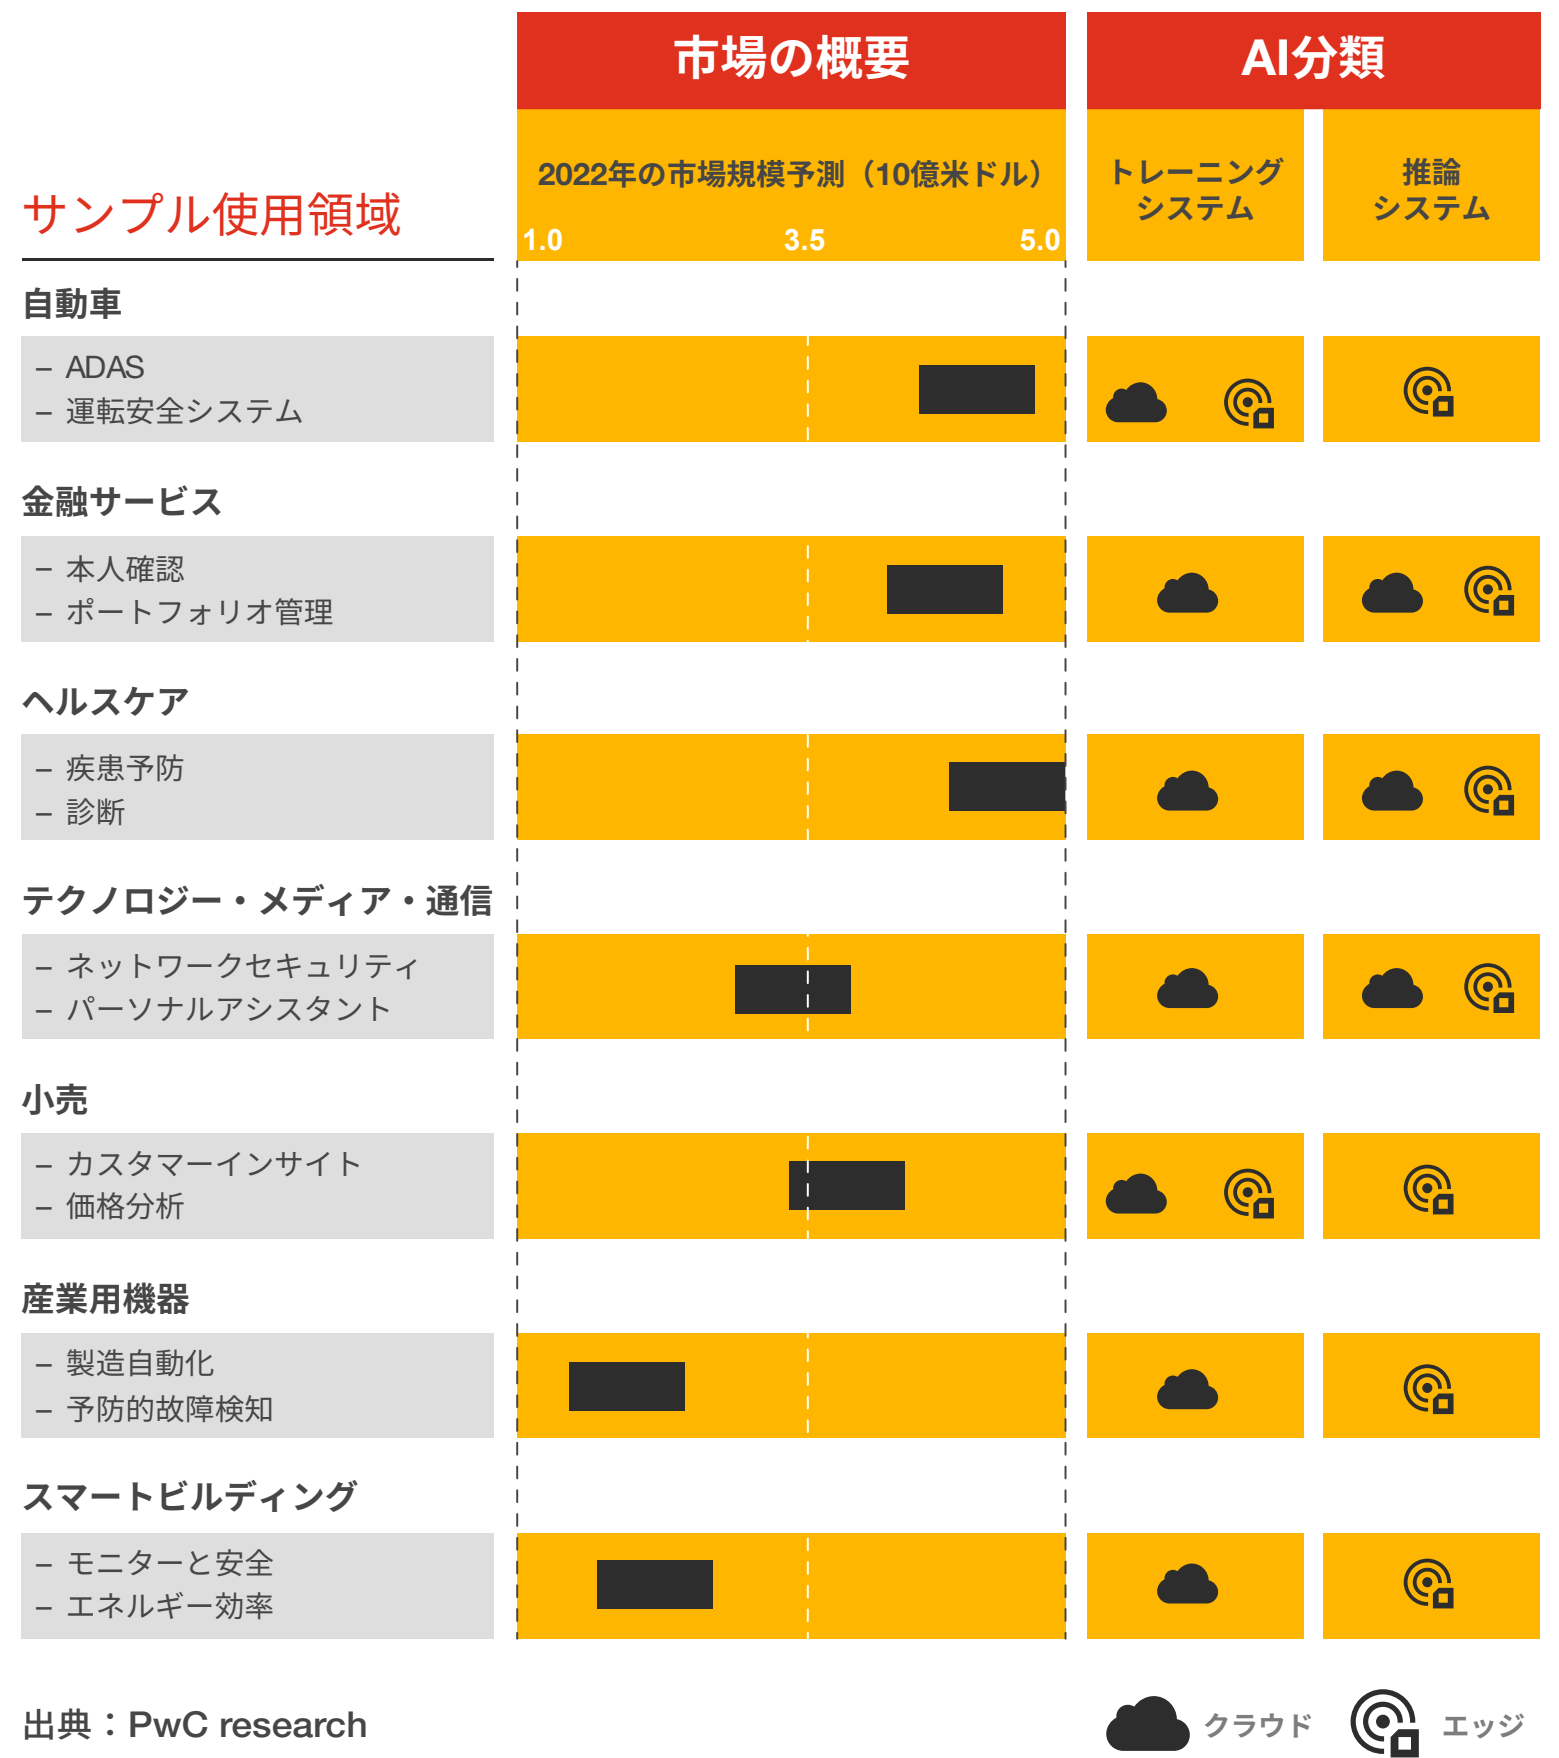 市場の概要
AI分類
サンプル使用領域
2022年の市場規模予測（10億米ドル）
1.0 3.5 5.0
トレーニング
システム
推論
システム
自動車
– ADAS
– 運転安全システム
金融サービス
– 本人確認
– ポートフォリオ管理
ヘルスケア
– 疾患予防
– 診断
テクノロジー・メディア・通信
– ネットワークセキュリティ
– パーソナルアシスタント
小売
– カスタマーインサイト
– 価格分析
産業用機器
– 製造自動化
– 予防的故障検知
スマートビルディング
– モニターと安全
– エネルギー効率
出典：PwC research
クラウド
エッジ